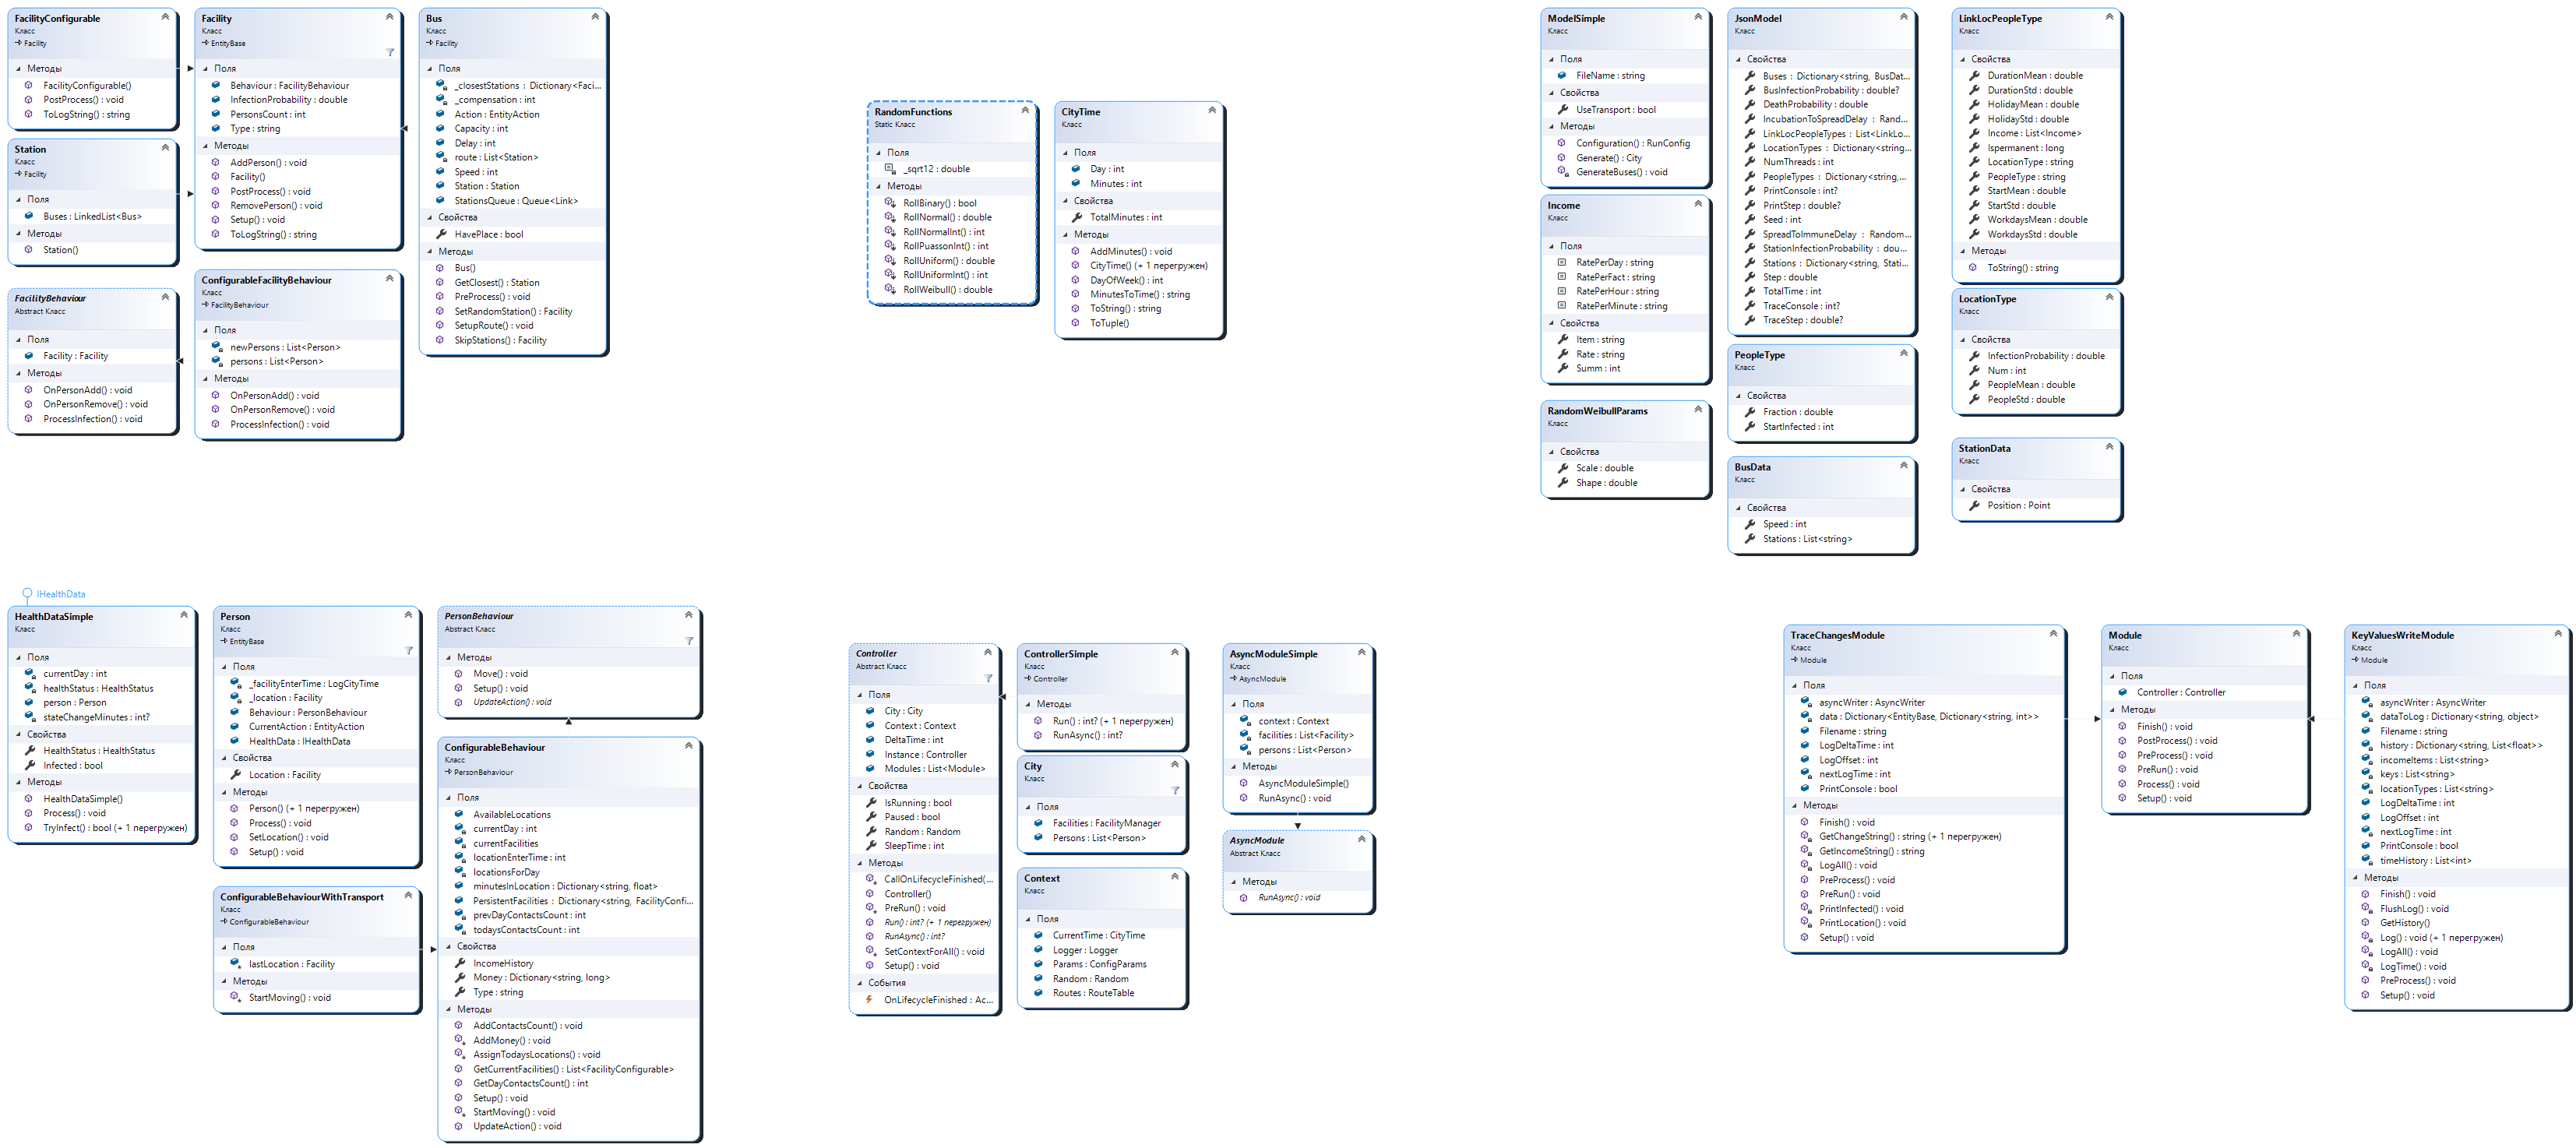 FacilityConfigurable
Класс
Facility
Методы
FacilityConfigurable()
PostProcess() : void
ToLogString() : string
Station
Класс
Facility
Поля
Buses : LinkedList<Bus>
Методы
Station()
FacilityBehaviour
Abstract Class
Поля
Facility : Facility
Методы
OnPersonAdd() : void
OnPersonRemove() : void
ProcessInfection() : void
Facility
Класс
EntityBase
Поля
Behaviour : FacilityBehaviour
InfectionProbability : double
PersonsCount : int
Type : string
Методы
AddPerson() : void
Facility()
PostProcess() : void
RemovePerson() : void
Setup() : void
ToLogString() : string
ConfigurableFacilityBehaviour
Класс
FacilityBehaviour
Поля
newPersons : List<Person>
persons : List<Person>
Методы
OnPersonAdd() : void
OnPersonRemove() : void
ProcessInfection() : void
Bus
Класс
Facility
Поля
_closestStations : Dictionary<Faci...
_compensation : int
Action : EntityAction
Capacity : int
Delay : int
route : List<Station>
Speed : int
Station : Station
StationsQueue : Queue<Link>
Свойства
HavePlace : bool
Методы
Bus()
GetClosest() : Station
PreProcess() : void
SetRandomStation() : Facility
SetupRoute() : void
SkipStations() : Facility
RandomFunctions
Static Класс
Поля
_sqrt12 : double
Методы
RollBinary() : bool
RollNormal() : double
RollNormalInt() : int
RollPuassonInt() : int
RollUniform() : double
RollUniformInt() : int
RollWeibull() : double
CityTime
Класс
Поля
Day : int
Minutes : int
Свойства
TotalMinutes : int
Методы
AddMinutes() : void
CityTime() (+ 1 перегружен)
DayOfWeek() : int
MinutesToTime() : string
ToString() : string
ToTuple()
ModelSimple
Класс
Поля
FileName : string
Свойства
UseTransport : bool
Методы
Configuration() : RunConfig
Generate() : City
GenerateBuses() : void
Income
Класс
Поля
RatePerDay : string
RatePerFact : string
RatePerHour : string
RatePerMinute : string
Свойства
Item : string
Rate : string
Summ : int
RandomWeibullParams
Класс
Свойства
Scale : double
Shape : double
JsonModel
Класс
Свойства
Buses : Dictionary<string, BusDat...
BusInfectionProbability : double?
DeathProbability : double
IncubationToSpreadDelay : Rand...
LinkLocPeopleTypes : List<LinkLo...
LocationTypes : Dictionary<string...
NumThreads : int
PeopleTypes : Dictionary<string,...
PrintConsole : int?
PrintStep : double?
Seed : int
SpreadToImmuneDelay : Random...
StationInfectionProbability : dou...
Stations : Dictionary<string, Stati...
Step : double
TotalTime : int
TraceConsole : int?
TraceStep : double?
PeopleType
Класс
Свойства
Fraction : double
StartInfected : int
BusData
Класс
Свойства
Speed : int
Stations : List<string>
LinkLocPeopleType
Класс
Свойства
DurationMean : double
DurationStd : double
HolidayMean : double
HolidayStd : double
Income : List<Income>
Ispermanent : long
LocationType : string
PeopleType : string
StartMean : double
StartStd : double
WorkdaysMean : double
WorkdaysStd : double
Методы
ToString() : string
LocationType
Класс
Свойства
InfectionProbability : double
Num : int
PeopleMean : double
PeopleStd : double
StationData
Класс
Свойства
Position : Point
IHealthData
HealthDataSimple
Класс
Поля
currentDay : int
healthStatus : HealthStatus
person : Person
stateChangeMinutes : int?
Свойства
HealthStatus : HealthStatus
Infected : bool
Методы
HealthDataSimple()
Process() : void
TryInfect() : bool (+ 1 перегружен)
Person
Класс
EntityBase
Поля
_facilityEnterTime : LogCityTime
_location : Facility
Behaviour : PersonBehaviour
CurrentAction : EntityAction
HealthData : IHealthData
Свойства
Location : Facility
Методы
Person() (+ 1 перегружен)
Process() : void
SetLocation() : void
Setup() : void
ConfigurableBehaviourWithTransport
Класс
ConfigurableBehaviour
Поля
lastLocation : Facility
Методы
StartMoving() : void
PersonBehaviour
Abstract Класс
Методы
Move() : void
Setup() : void
UpdateAction() : void
ConfigurableBehaviour
Класс
PersonBehaviour
Поля
AvailableLocations
currentDay : int
currentFacilities
locationEnterTime : int
locationsForDay
minutesInLocation : Dictionary<string, float>
PersistentFacilities : Dictionary<string, FacilityConfi...
prevDayContactsCount : int
todaysContactsCount : int
Свойства
IncomeHistory
Money : Dictionary<string, long>
Type : string
Методы
AddContactsCount() : void
AddMoney() : void
AssignTodaysLocations() : void
GetCurrentFacilities() : List<FacilityConfigurable>
GetDayContactsCount() : int
Setup() : void
StartMoving() : void
UpdateAction() : void
Controller
Abstract Класс
Поля
City : City
Context : Context
DeltaTime : int
Instance : Controller
Modules : List<Module>
Свойства
IsRunning : bool
Paused : bool
Random : Random
SleepTime : int
Методы
CallOnLifecycleFinished(...
Controller()
PreRun() : void
Run() : int? (+ 1 перегружен)
RunAsync() : int?
SetContextForAll() : void
Setup() : void
События
OnLifecycleFinished : Ac...
ControllerSimple
Класс
Controller
Методы
Run() : int? (+ 1 перегружен)
RunAsync() : int?
City
Класс
Поля
Facilities : FacilityManager
Persons : List<Person>
Context
Класс
Поля
CurrentTime : CityTime
Logger : Logger
Params : ConfigParams
Random : Random
Routes : RouteTable
AsyncModuleSimple
Класс
AsyncModule
Поля
context : Context
facilities : List<Facility>
persons : List<Person>
Методы
AsyncModuleSimple()
RunAsync() : void
AsyncModule
Abstract Класс
Методы
RunAsync() : void
TraceChangesModule
Класс
Module
Поля
asyncWriter : AsyncWriter
data : Dictionary<EntityBase, Dictionary<string, int>>
Filename : string
LogDeltaTime : int
LogOffset : int
nextLogTime : int
PrintConsole : bool
Методы
Finish() : void
GetChangeString() : string (+ 1 перегружен)
GetIncomeString() : string
LogAll() : void
PreProcess() : void
PreRun() : void
PrintInfected() : void
PrintLocation() : void
Setup() : void
Module
Класс
Поля
Controller : Controller
Методы
Finish() : void
PostProcess() : void
PreProcess() : void
PreRun() : void
Process() : void
Setup() : void
KeyValuesWriteModule
Класс
Module
Поля
asyncWriter : AsyncWriter
dataToLog : Dictionary<string, object>
Filename : string
history : Dictionary<string, List<float>>
incomeItems : List<string>
keys : List<string>
locationTypes : List<string>
LogDeltaTime : int
LogOffset : int
nextLogTime : int
PrintConsole : bool
timeHistory : List<int>
Методы
Finish() : void
FlushLog() : void
GetHistory()
Log() : void (+ 1 перегружен)
LogAll() : void
LogTime() : void
PreProcess() : void
Setup() : void